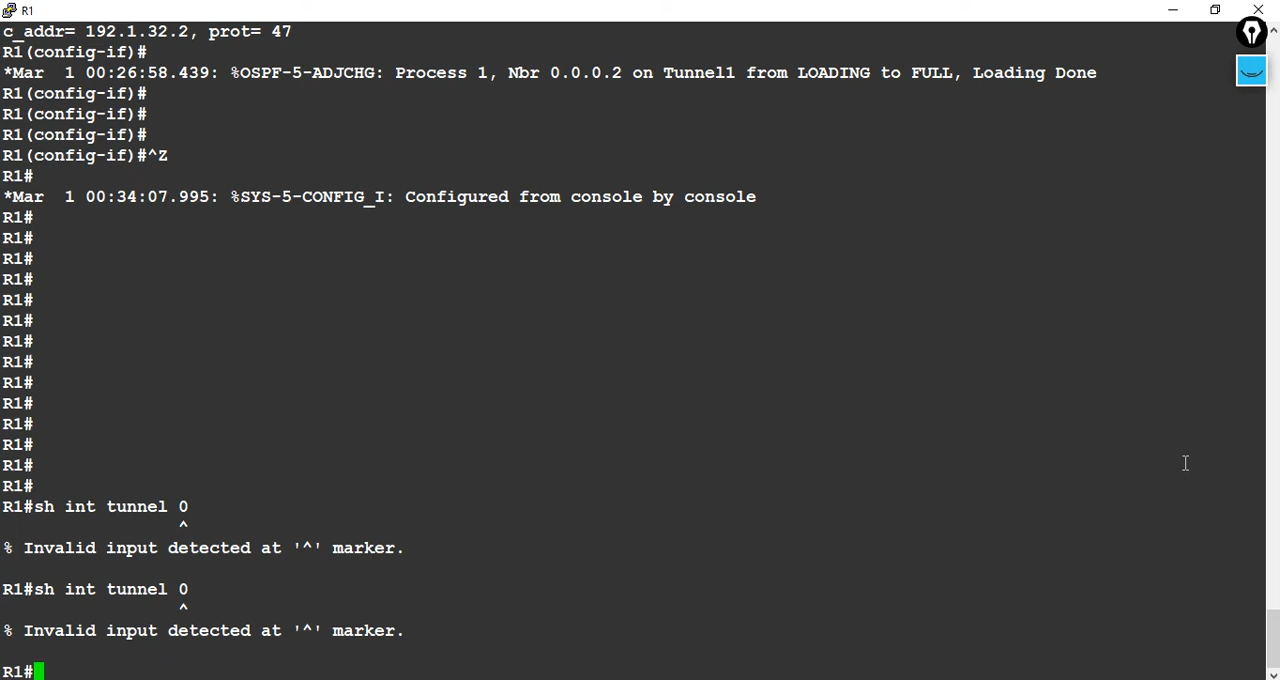 R1
c_addr= 192.1.32.2, prot= 47
R1(config-if)#
*Mar  1 00:26:58.439: %OSPF-5-ADJCHG: Process 1, Nbr 0.0.0.2 on Tunnel1 from LOADING to FULL, Loading Done
R1(config-if)#
R1(config-if)#
R1(config-if)#
R1(config-if)#^Z
R1#
*Mar  1 00:34:07.995: %SYS-5-CONFIG_I: Configured from console by console
R1#
R1#
R1#
R1#
R1#
R1#
R1#
R1#
R1#
R1#
R1#
R1#
R1#
R1#
R1#sh int tunnel 0
^
% Invalid input detected at '^' marker.
R1#sh int tunnel 0
^
% Invalid input detected at '^' marker.
R1#